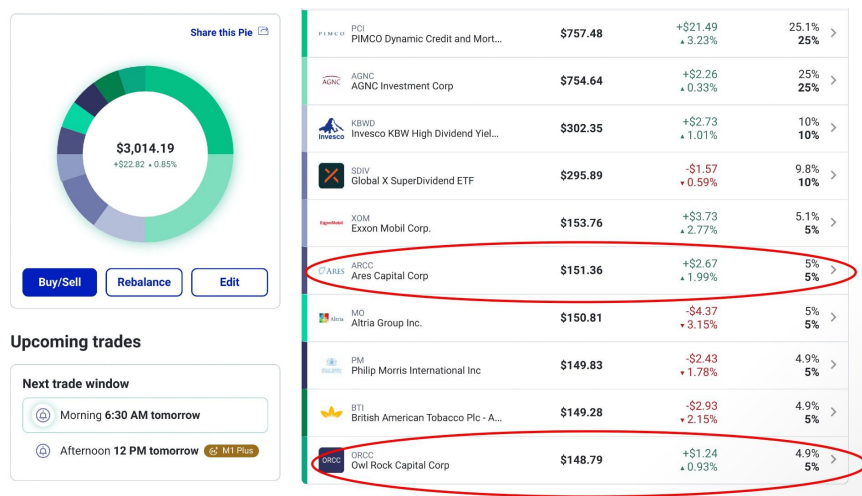 Share this Pie
$3,014.19
+$22.82 ▲ 0.85%
Buy/Sell
Rebalance
Edit
Upcoming trades
Next trade window
Morning 6:30 AM tomorrow
Afternoon 12 PM tomorrow M1 Plus
PIMCO
PCI
PIMCO Dynamic Credit and Mort...
$757.48
+$21.49
▲ 3.23%
25.1%
25%
AGNC
AGNC
AGNC Investment Corp
$754.64
+$2.26
▲ 0.33%
25%
25%
Invesco
KBWD
Invesco KBW High Dividend Yiel...
$302.35
+$2.73
▲ 1.01%
10%
10%
SDIV
Global X SuperDividend ETF
$295.89
-$1.57
▼ 0.59%
9.8%
10%
ExxonMobil
XOM
Exxon Mobil Corp.
$153.76
+$3.73
▲ 2.77%
5.1%
5%
ARES
ARCC
Ares Capital Corp
$151.36
+$2.67
▲ 1.99%
5%
5%
Altria
MO
Altria Group Inc.
$150.81
-$4.37
▼ 3.15%
5%
5%
PM
Philip Morris International Inc
$149.83
-$2.43
▼ 1.78%
4.9%
5%
BTI
British American Tobacco Plc - A...
$149.28
-$2.93
▼ 2.15%
4.9%
5%
ORCC
ORCC
Owl Rock Capital Corp
$148.79
+$1.24
▲ 0.93%
4.9%
5%